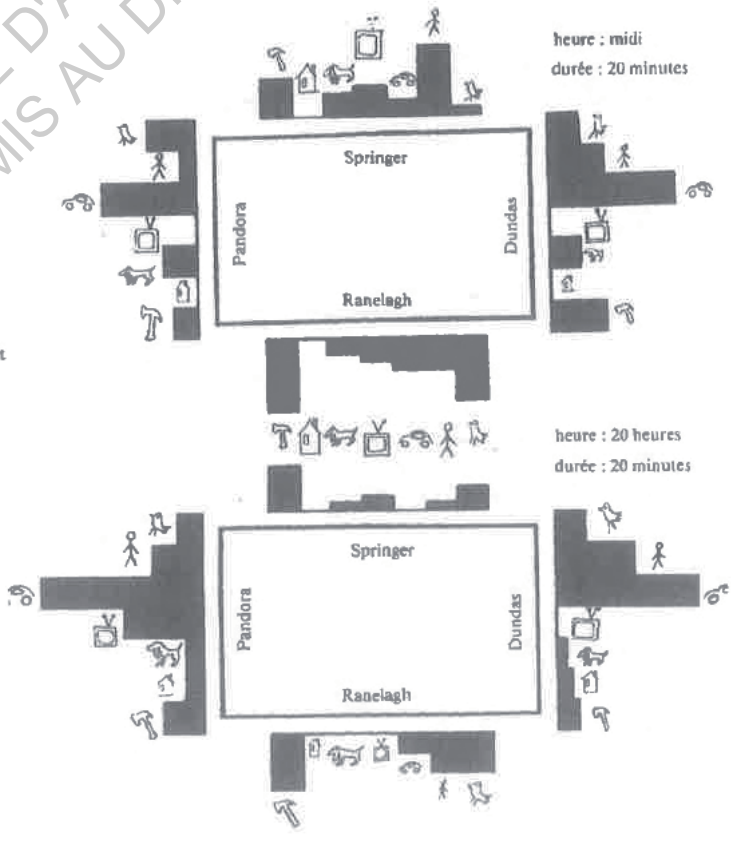 heure : midi
durée : 20 minutes
Springer
Pandora
Dundas
Ranelagh
heure : 20 heures
durée : 20 minutes
Springer
Pandora
Dundas
Ranelagh